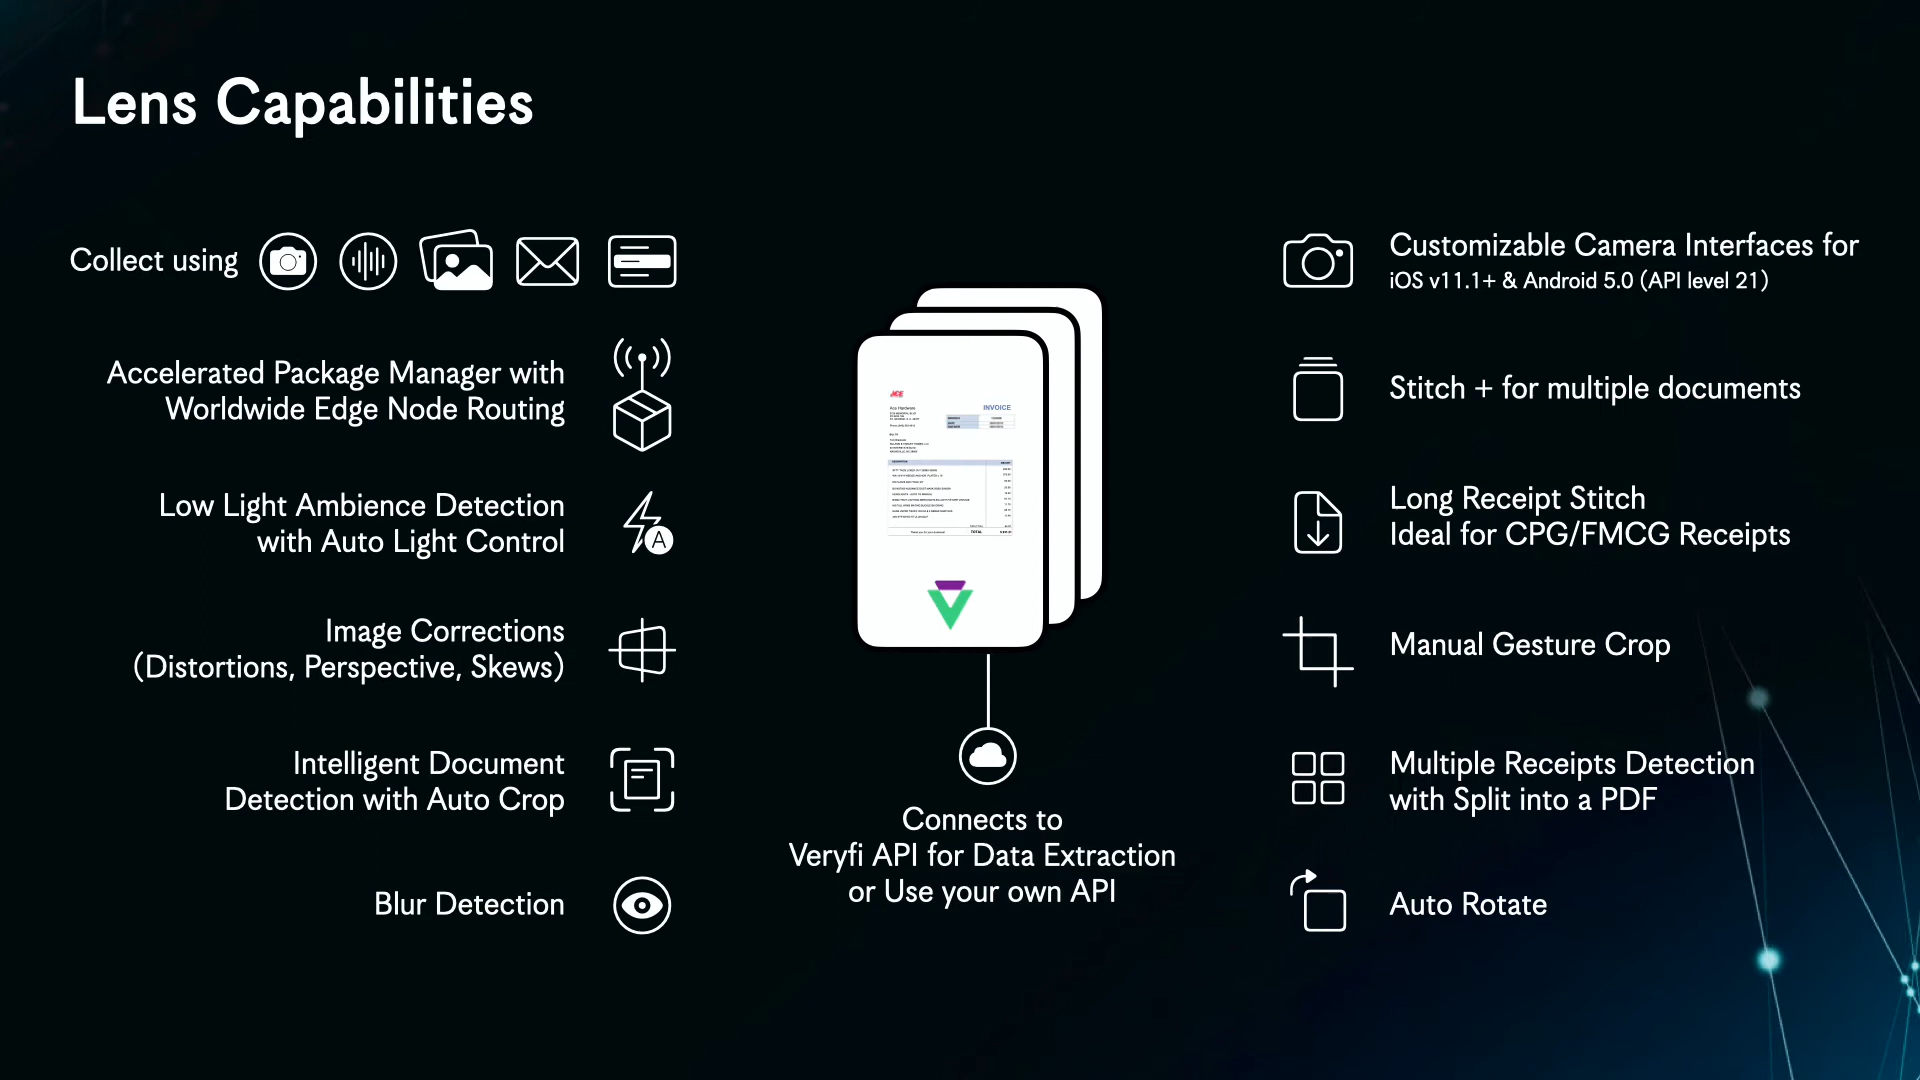 Lens Capabilities
Collect using
Accelerated Package Manager with
Worldwide Edge Node Routing
Low Light Ambience Detection
with Auto Light Control
A
Image Corrections
(Distortions, Perspective, Skews)
Intelligent Document
Detection with Auto Crop
Blur Detection
ACE
Ace Hardware
INVOICE
TOTAL
Connects to
Veryfi API for Data Extraction
or Use your own API
Customizable Camera Interfaces for
iOS v11.1+ & Android 5.0 (API level 21)
Stitch + for multiple documents
Long Receipt Stitch
Ideal for CPG/FMCG Receipts
Manual Gesture Crop
Multiple Receipts Detection
with Split into a PDF
Auto Rotate